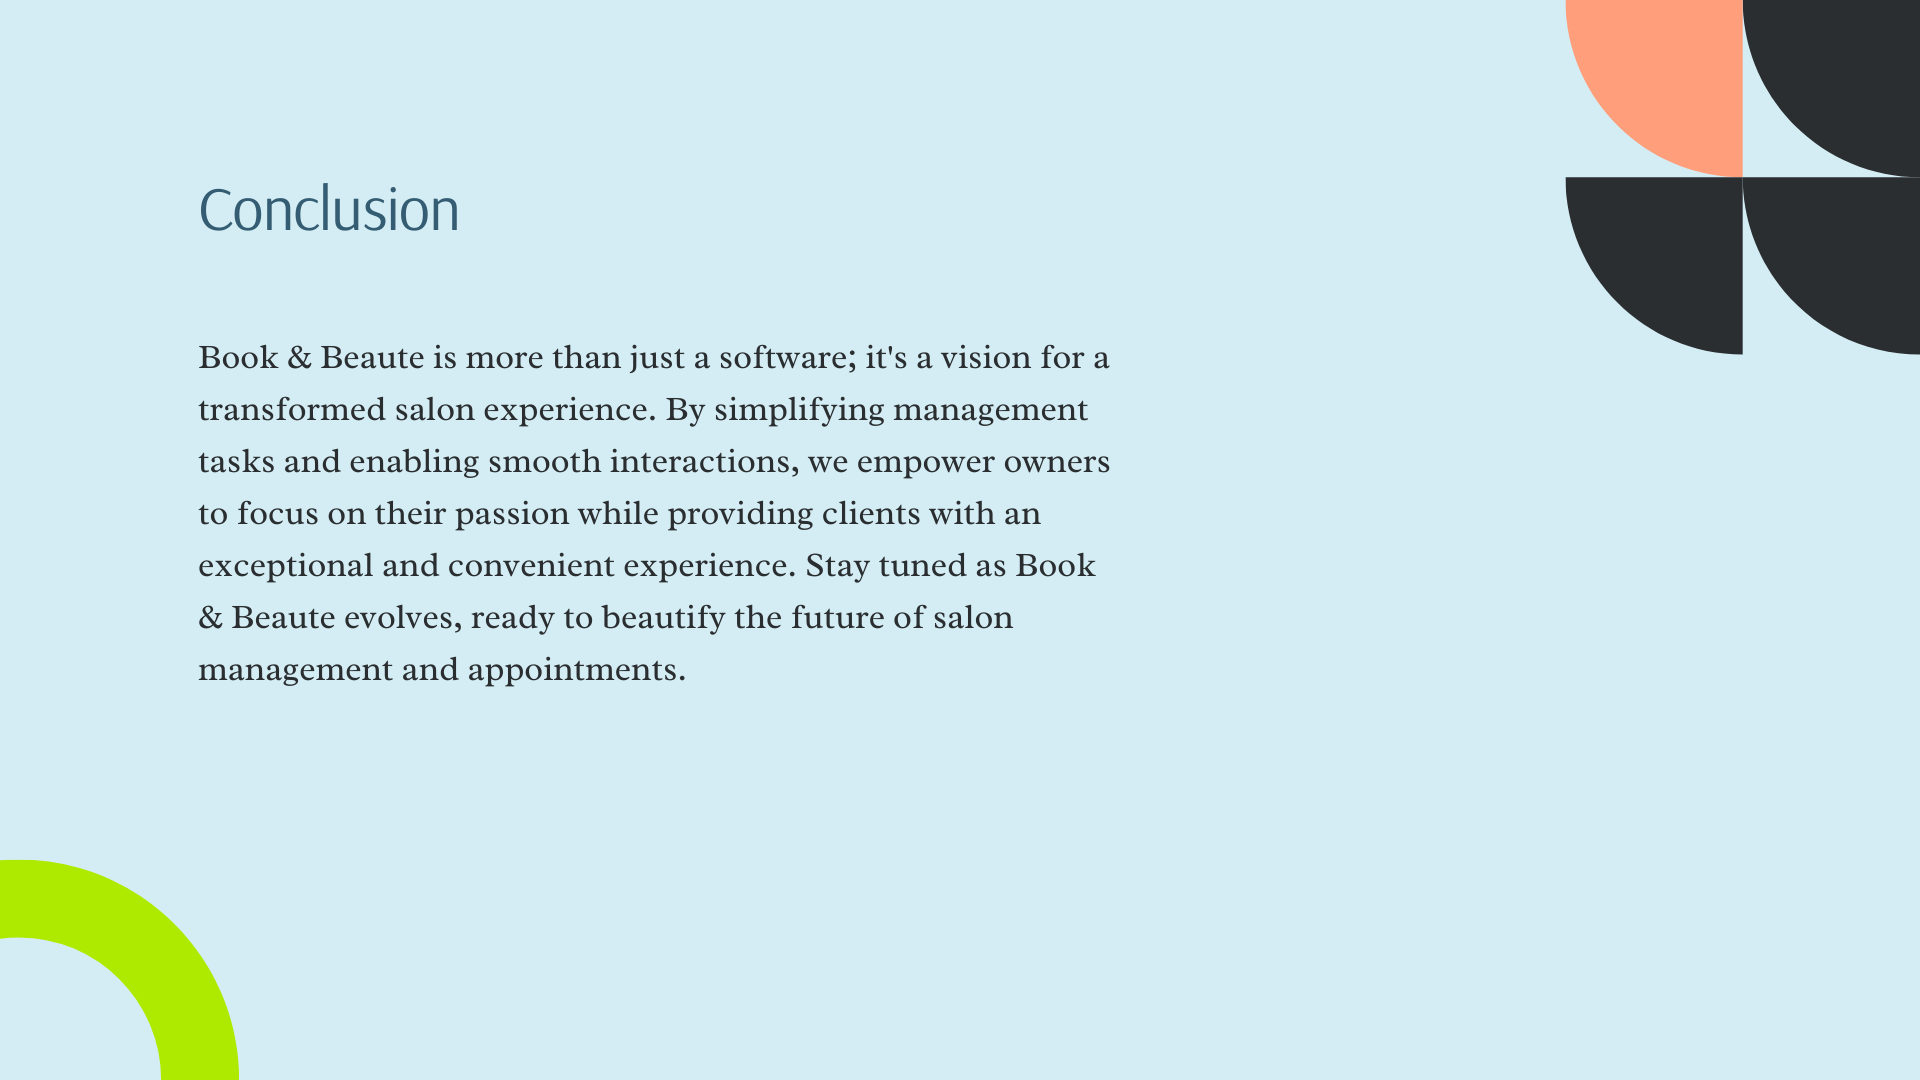 Conclusion
Book & Beaute is more than just a software; it's a vision for a
transformed salon experience. By simplifying management
tasks and enabling smooth interactions, we empower owners
to focus on their passion while providing clients with an
exceptional and convenient experience. Stay tuned as Book
& Beaute evolves, ready to beautify the future of salon
management and appointments.